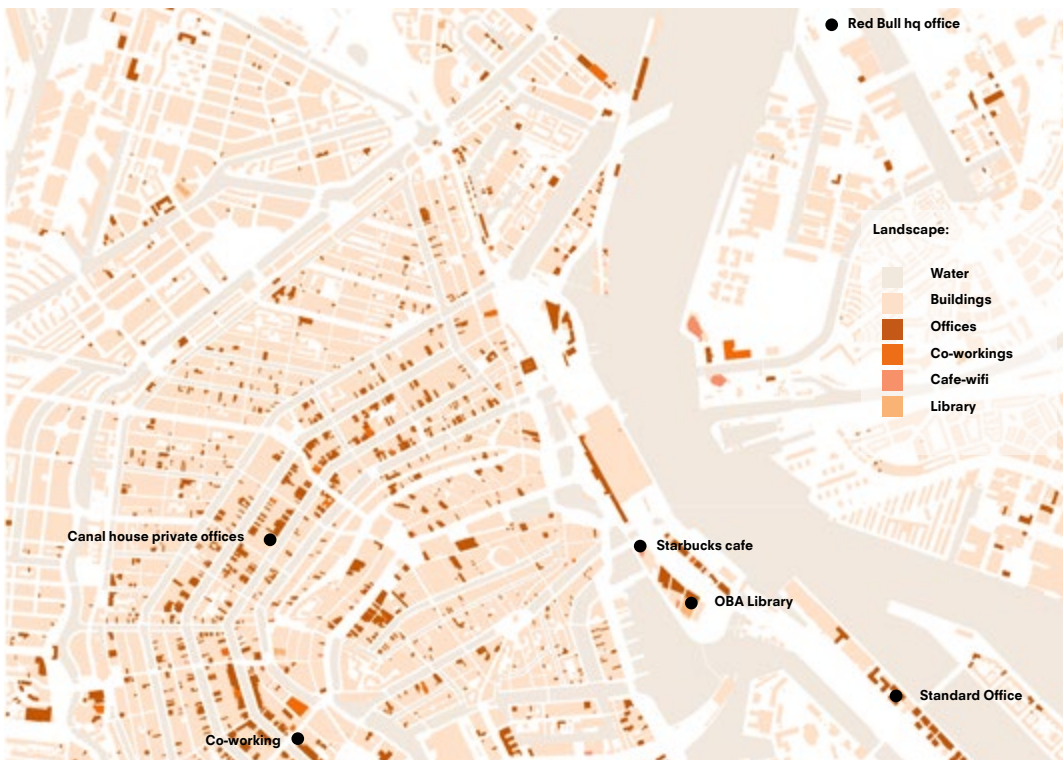 Red Bull hq office
Landscape:
Water
Buildings
Offices
Co-workings
Cafe-wifi
Library
Canal house private offices
Starbucks cafe
OBA Library
Standard Office
Co-working